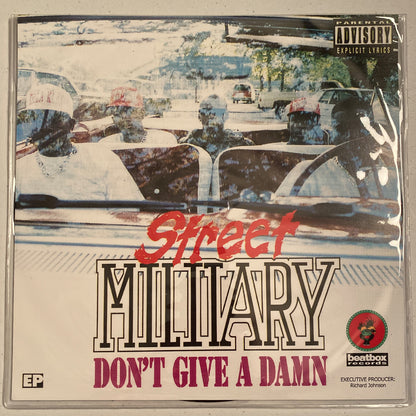 PARENTAL
ADVISORY
EXPLICIT LYRICS
Street
MILITARY
DON'T GIVE A DAMN
EP
beatbox
records
EXECUTIVE PRODUCER:
Richard Johnson